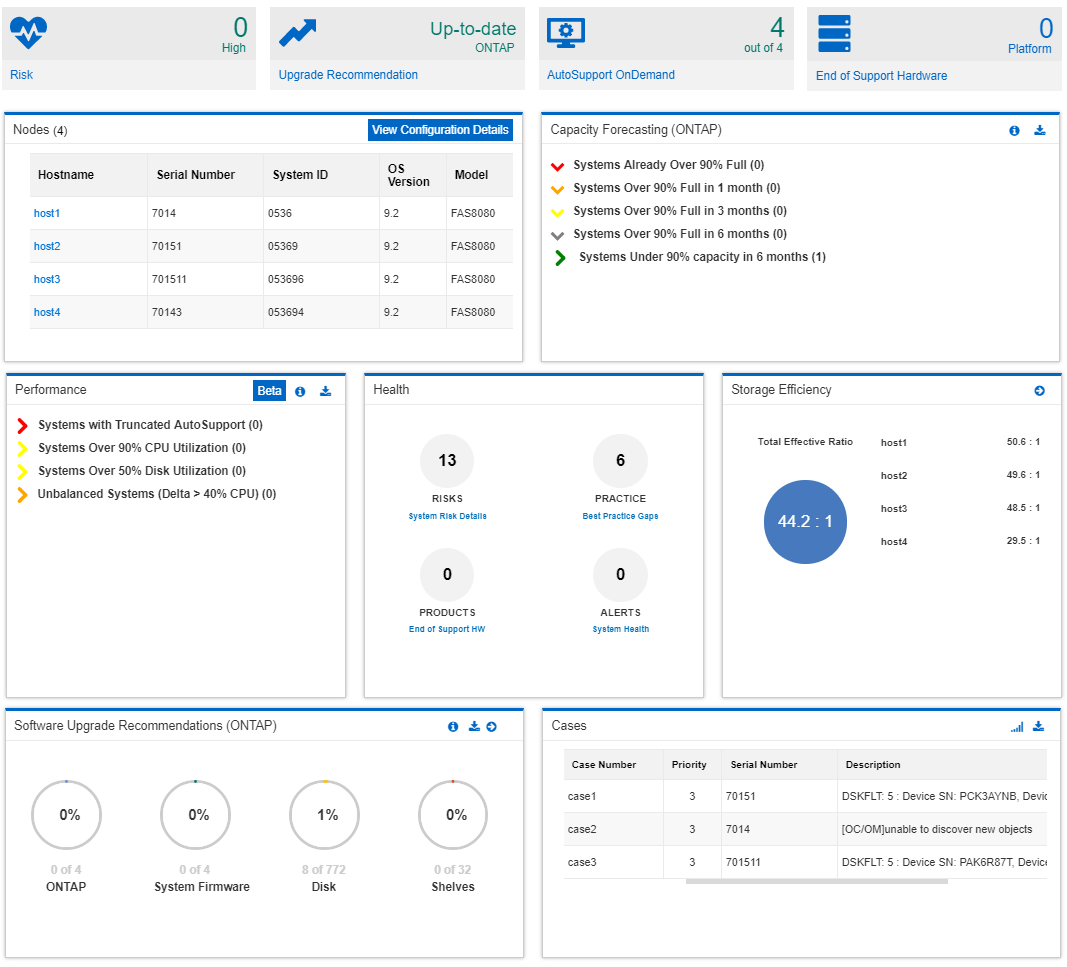 0
High
Risk
Up-to-date
ONTAP
Upgrade Recommendation
4
out of 4
AutoSupport OnDemand
0
Platform
End of Support Hardware
Nodes (4)
View Configuration Details
Hostname Serial Number System ID OS Version Model
host1 7014 0536 9.2 FAS8080
host2 70151 05369 9.2 FAS8080
host3 701511 053696 9.2 FAS8080
host4 70143 053694 9.2 FAS8080
Capacity Forecasting (ONTAP)
Systems Already Over 90% Full (0)
Systems Over 90% Full in 1 month (0)
Systems Over 90% Full in 3 months (0)
Systems Over 90% Full in 6 months (0)
Systems Under 90% capacity in 6 months (1)
Performance
Beta
Systems with Truncated AutoSupport (0)
Systems Over 90% CPU Utilization (0)
Systems Over 50% Disk Utilization (0)
Unbalanced Systems (Delta > 40% CPU) (0)
Health
13
RISKS
System Risk Details
6
PRACTICE
Best Practice Gaps
0
PRODUCTS
End of Support HW
0
ALERTS
System Health
Storage Efficiency
Total Effective Ratio
44.2 : 1
host1 50.6 : 1
host2 49.6 : 1
host3 48.5 : 1
host4 29.5 : 1
Software Upgrade Recommendations (ONTAP)
0%
0 of 4
ONTAP
0%
0 of 4
System Firmware
1%
8 of 772
Disk
0%
0 of 32
Shelves
Cases
Case Number Priority Serial Number Description
case1 3 70151 DSKFLT: 5 : Device SN: PCK3AYNB, Devic
case2 3 7014 [OC/OM]unable to discover new objects
case3 3 701511 DSKFLT: 5 : Device SN: PAK6R87T, Device